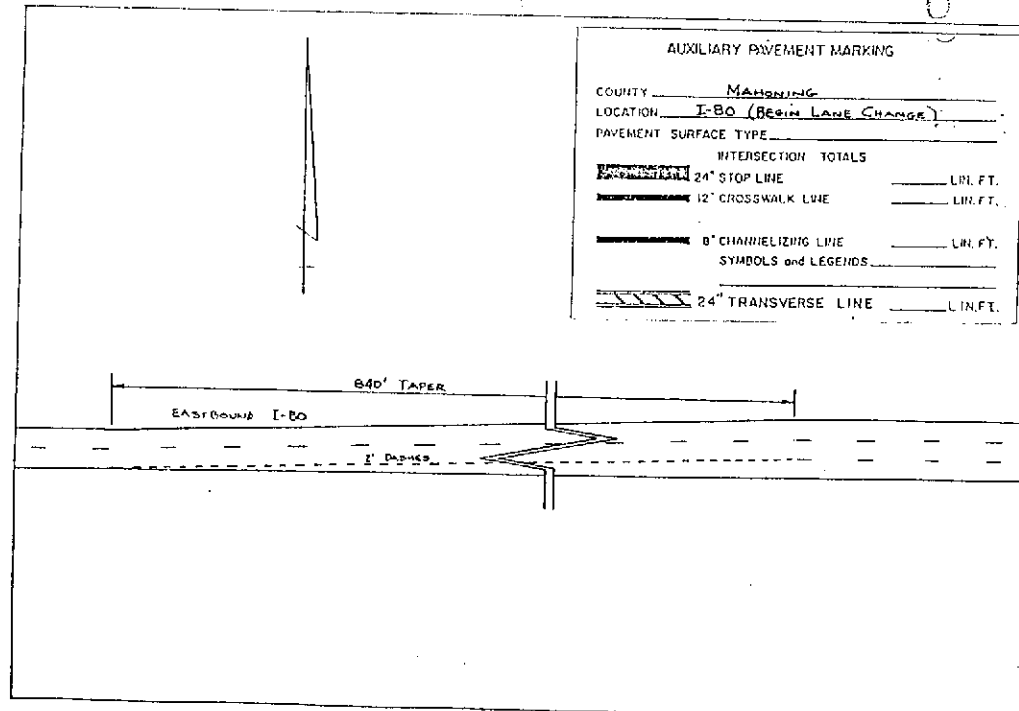 AUXILIARY PAVEMENT MARKING
COUNTY MAHONING
LOCATION I-80 (BEGIN LANE CHANGE)
PAVEMENT SURFACE TYPE
INTERSECTION TOTALS
24" STOP LINE LIN. FT.
12" CROSSWALK LINE LIN. FT.
8" CHANNELIZING LINE LIN. FT.
SYMBOLS and LEGENDS
24" TRANSVERSE LINE LIN.FT.
840' TAPER
EASTBOUND I-80
2' DASHES